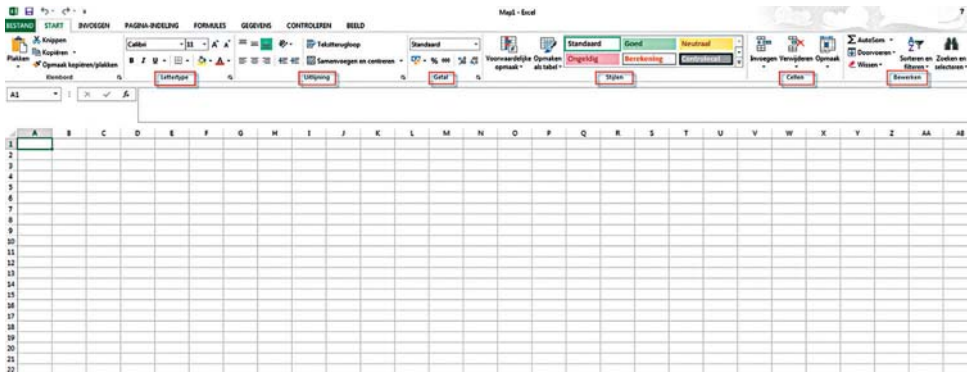 Map1 - Excel
?
BESTAND START INVOEGEN PAGINA-INDELING FORMULES GEGEVENS CONTROLEREN BEELD
Plakken
Knippen
Kopiëren
Opmaak kopiëren/plakken
Klembord
Calibri 11 A A
B I U A
Lettertype
Tekstterugloop
Samenvoegen en centreren
Uitlijning
Standaard
% 000
Getal
Voorwaardelijke opmaak
Opmaken als tabel
Standaard Goed Neutraal
Ongeldig Berekening Controlecel
Stijlen
Invoegen Verwijderen Opmaak
Cellen
AutoSom
Doorvoeren
Wissen
Sorteren en filteren
Zoeken en selecteren
Bewerken
A1 fx
A B C D E F G H I J K L M N O P Q R S T U V W X Y Z AA AB
1
2
3
4
5
6
7
8
9
10
11
12
13
14
15
16
17
18
19
20
21
22